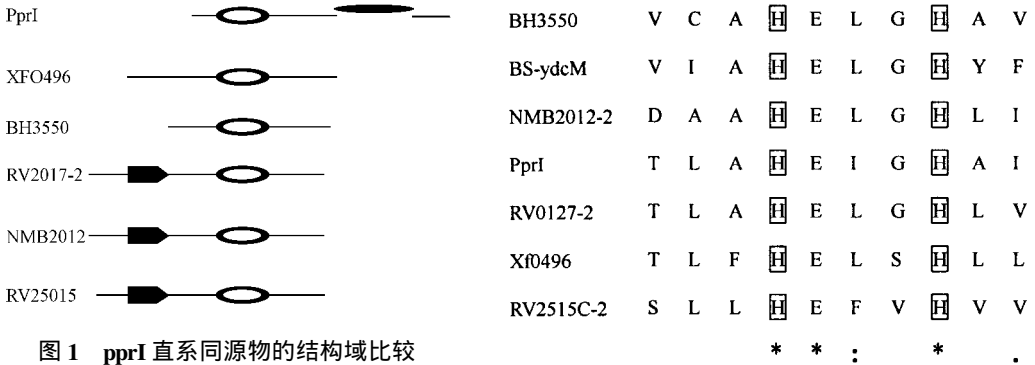 PprI
XFO496
BH3550
RV2017-2
NMB2012
RV25015
图 1 pprI 直系同源物的结构域比较
BH3550 V C A H E L G H A V
BS-ydcM V I A H E L G H Y F
NMB2012-2 D A A H E L G H L I
PprI T L A H E I G H A I
RV0127-2 T L A H E L G H L V
Xf0496 T L F H E L S H L L
RV2515C-2 S L L H E F V H V V
* * : * .